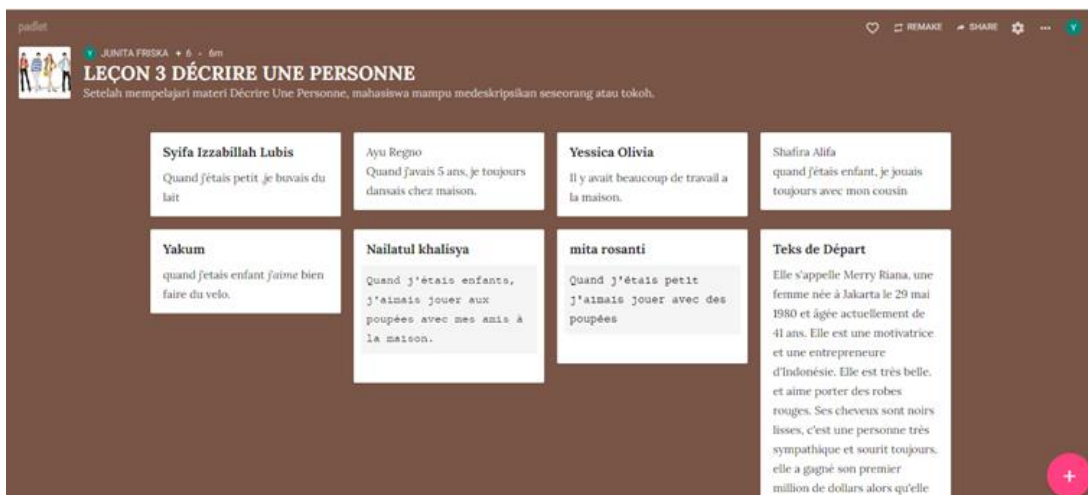 padlet
REMAKE SHARE ... Y
Y JUNITA FRISKA + 6 • 6m
LEÇON 3 DÉCRIRE UNE PERSONNE
Setelah mempelajari materi Décrire Une Personne, mahasiswa mampu medeskripsikan seseorang atau tokoh.
Syifa Izzabillah Lubis
Quand j'étais petit ,je buvais du
lait
Ayu Regno
Quand j'avais 5 ans, je toujours
dansais chez maison.
Yessica Olivia
Il y avait beaucoup de travail a
la maison.
Shafira Alifa
quand j'étais enfant, je jouais
toujours avec mon cousin
Yakum
quand j'etais enfant j'aime bien
faire du velo.
Nailatul khalisya
Quand j'étais enfants,
j'aimais jouer aux
poupées avec mes amis à
la maison.
mita rosanti
Quand j'étais petit
j'aimais jouer avec des
poupées
Teks de Départ
Elle s'appelle Merry Riana, une
femme née à Jakarta le 29 mai
1980 et âgée actuellement de
41 ans. Elle est une motivatrice
et une entrepreneure
d'Indonésie. Elle est très belle.
et aime porter des robes
rouges. Ses cheveux sont noirs
lisses, c'est une personne très
sympathique et sourit toujours.
elle a gagné son premier
million de dollars alors qu'elle
+